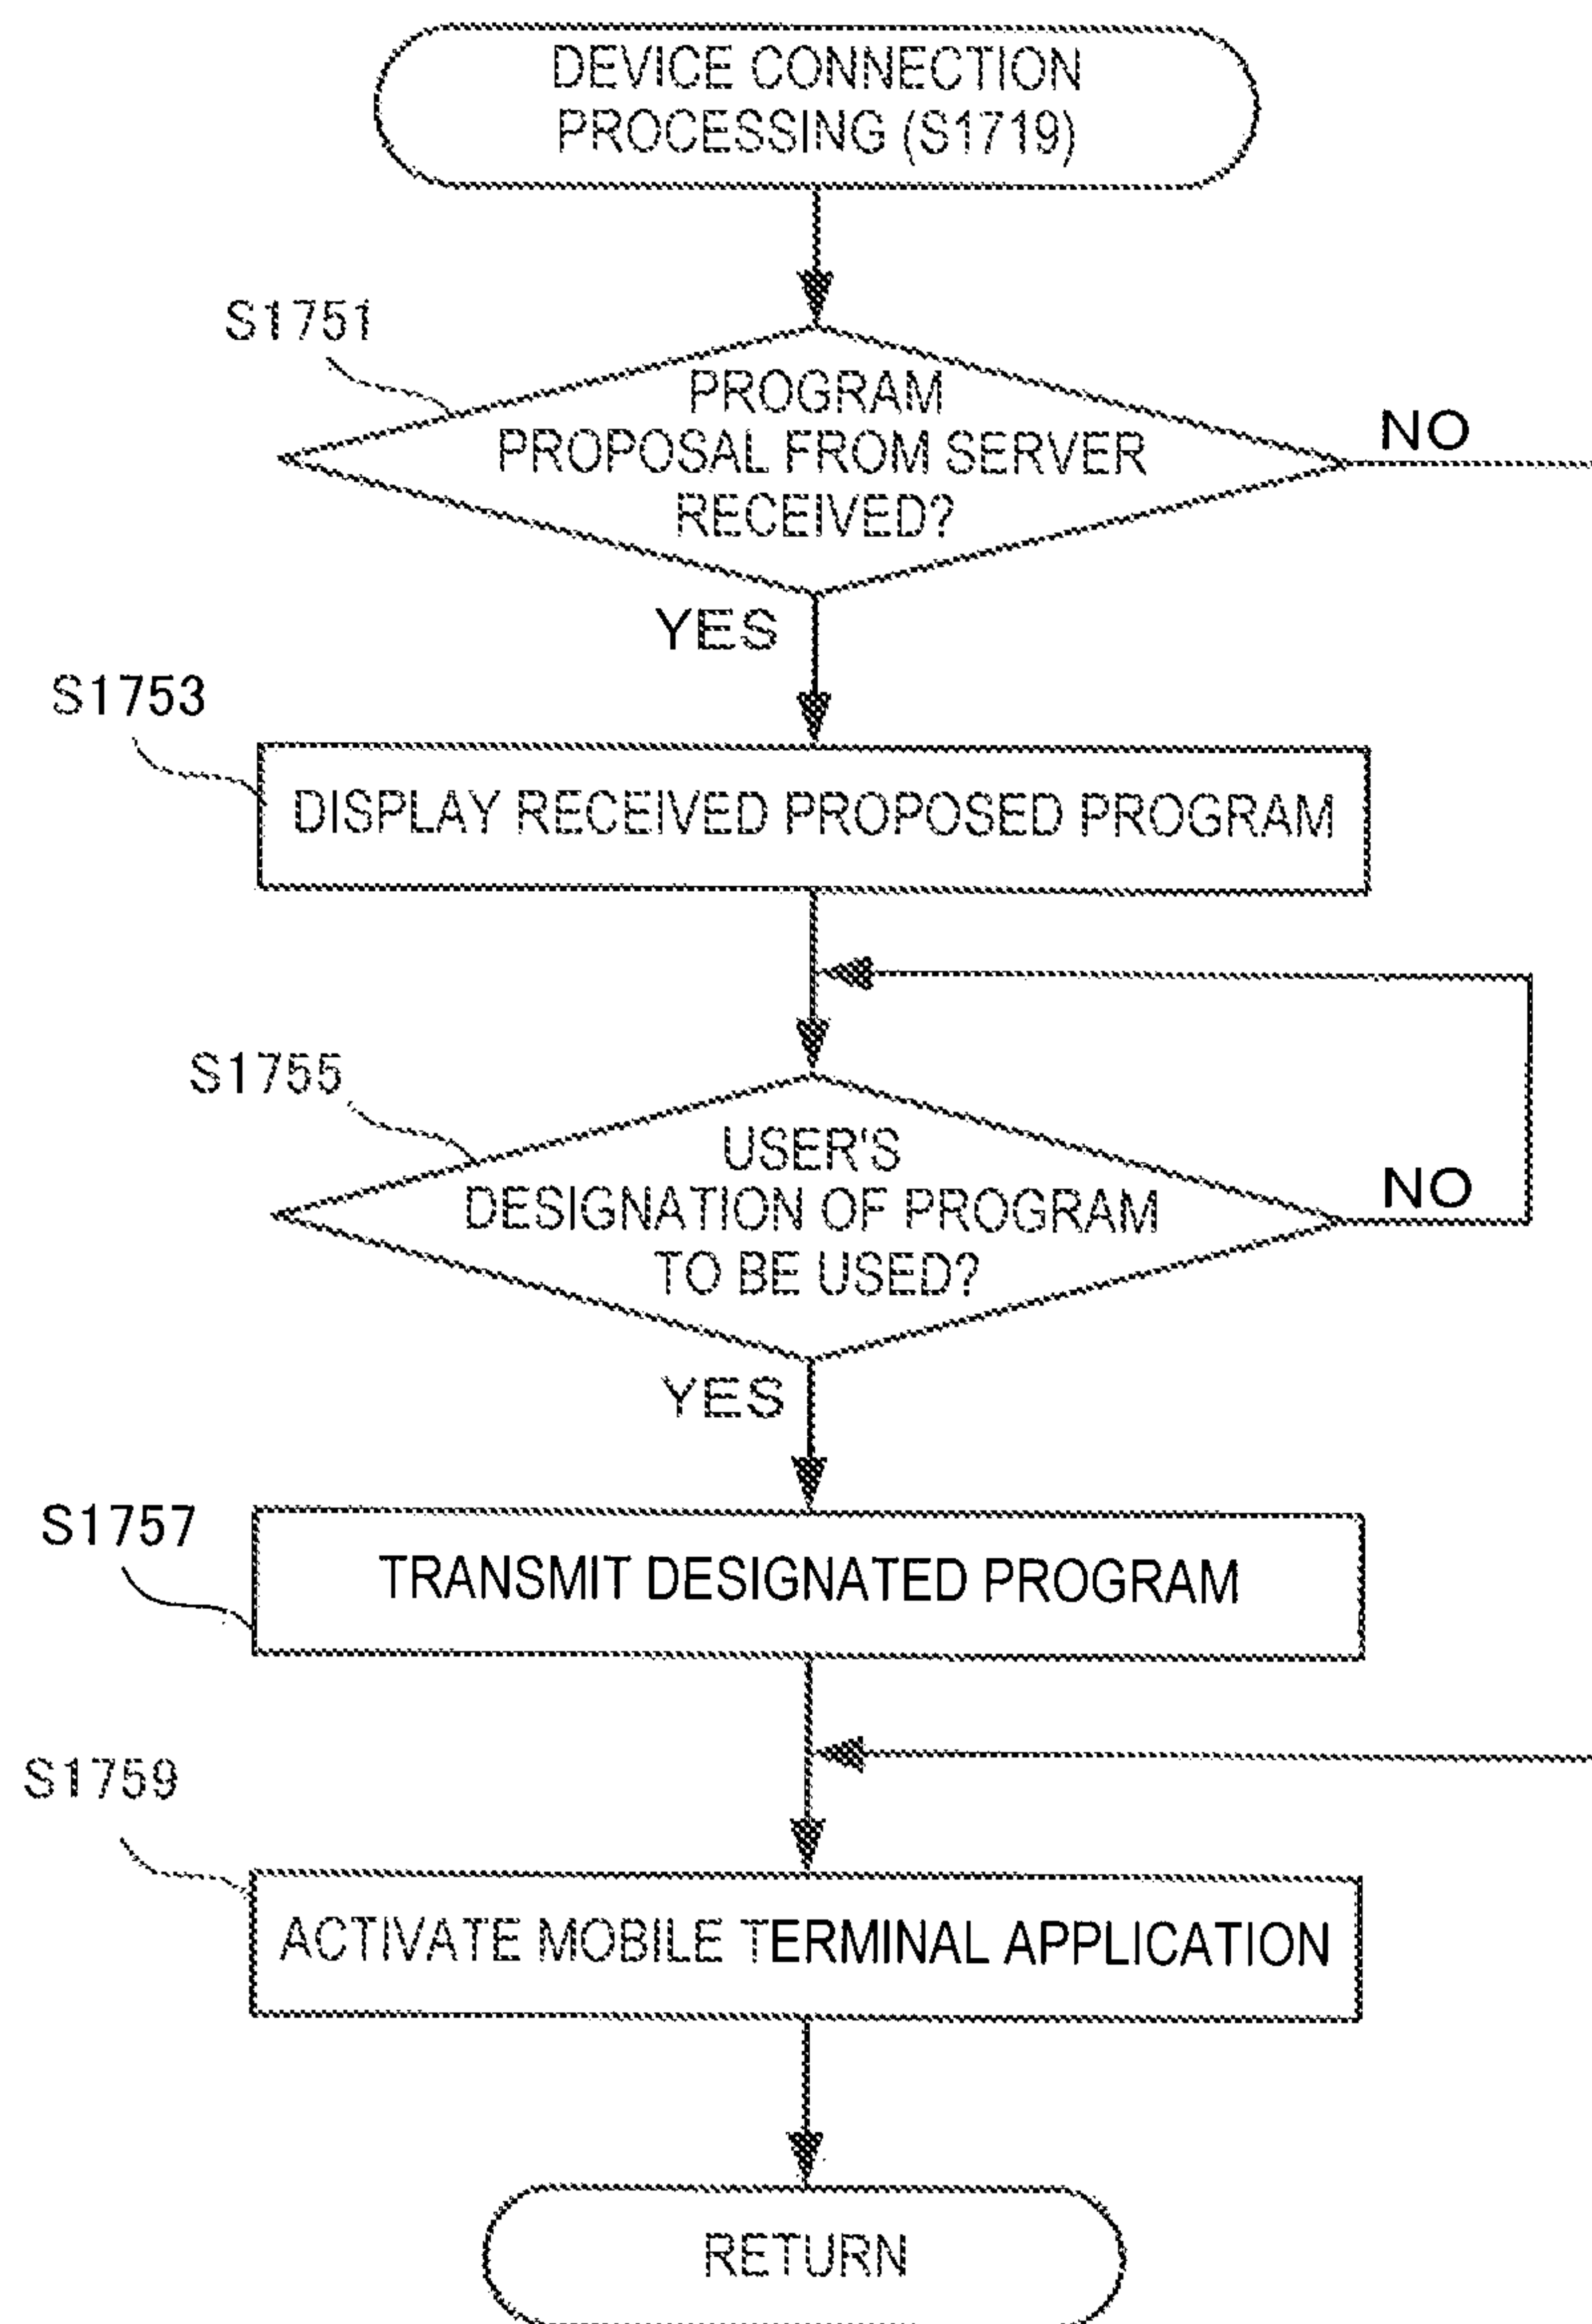 DEVICE CONNECTION
PROCESSING (S1719)
S1751
PROGRAM
PROPOSAL FROM SERVER
RECEIVED?
NO
YES
S1753
DISPLAY RECEIVED PROPOSED PROGRAM
S1755
USER'S
DESIGNATION OF PROGRAM
TO BE USED?
NO
YES
S1757
TRANSMIT DESIGNATED PROGRAM
S1759
ACTIVATE MOBILE TERMINAL APPLICATION
RETURN